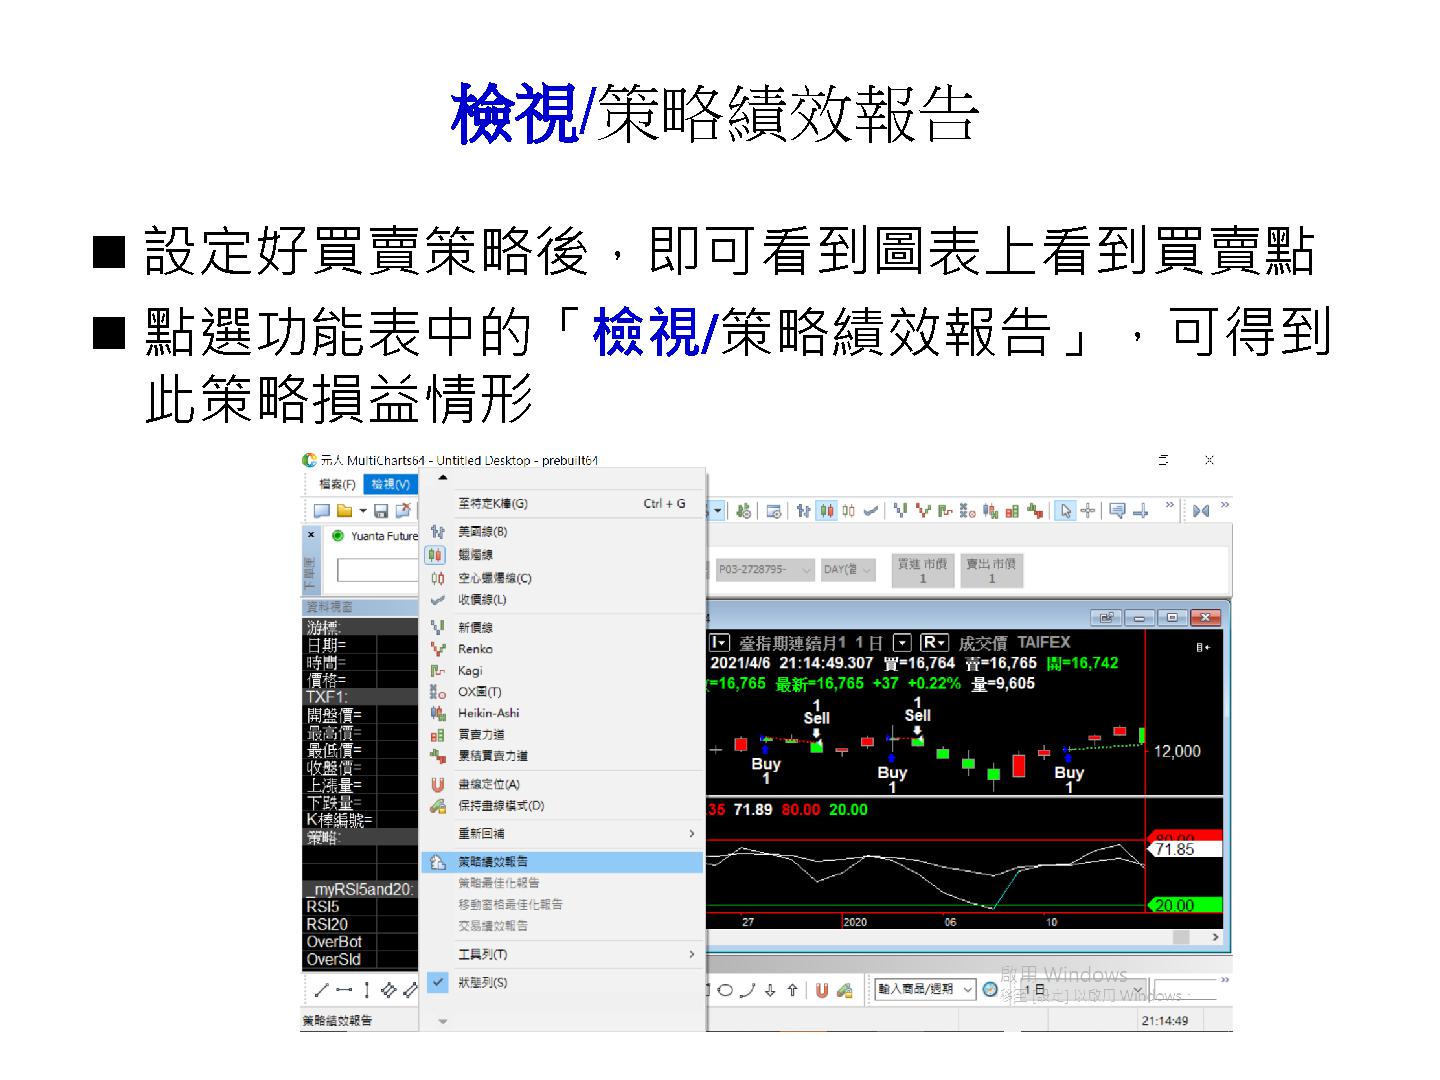 檢視/策略績效報告
■ 設定好買賣策略後，即可看到圖表上看到買賣點
■ 點選功能表中的「檢視/策略績效報告」，可得到
此策略損益情形
元大 MultiCharts64 - Untitled Desktop - prebuilt64
檔案(F) 檢視(V)
至特定K棒(G) Ctrl + G
美國線(B)
蠟燭線
空心蠟燭線(C)
收價線(L)
新價線
Renko
Kagi
OX圖(T)
Heikin-Ashi
買賣力道
累積買賣力道
畫線定位(A)
保持畫線模式(D)
重新回補
策略績效報告
策略最佳化報告
移動窗格最佳化報告
交易績效報告
工具列(T)
狀態列(S)
Yuanta Future
下單匣
P03-2728795-
買進 市價
1
賣出 市價
1
資料視窗
游標:
日期=
時間=
價格=
TXF1:
開盤價=
最高價=
最低價=
收盤價=
上漲量=
下跌量=
K棒編號=
策略:
_myRSI5and20:
RSI5
RSI20
OverBot
OverSld
臺指期連續月1 1 日 R 成交價 TAIFEX
2021/4/6 21:14:49.307 買=16,764 賣=16,765 開=16,742
=16,765 最新=16,765 +37 +0.22% 量=9,605
1
Sell
1
Sell
Buy
1
Buy
1
Buy
1
12,000
35 71.89 80.00 20.00
80.00
71.85
20.00
27 2020 06 10
輸入商品/週期
1 日
啟用 Windows
移至 [設定] 以啟用 Windows。
策略績效報告
21:14:49